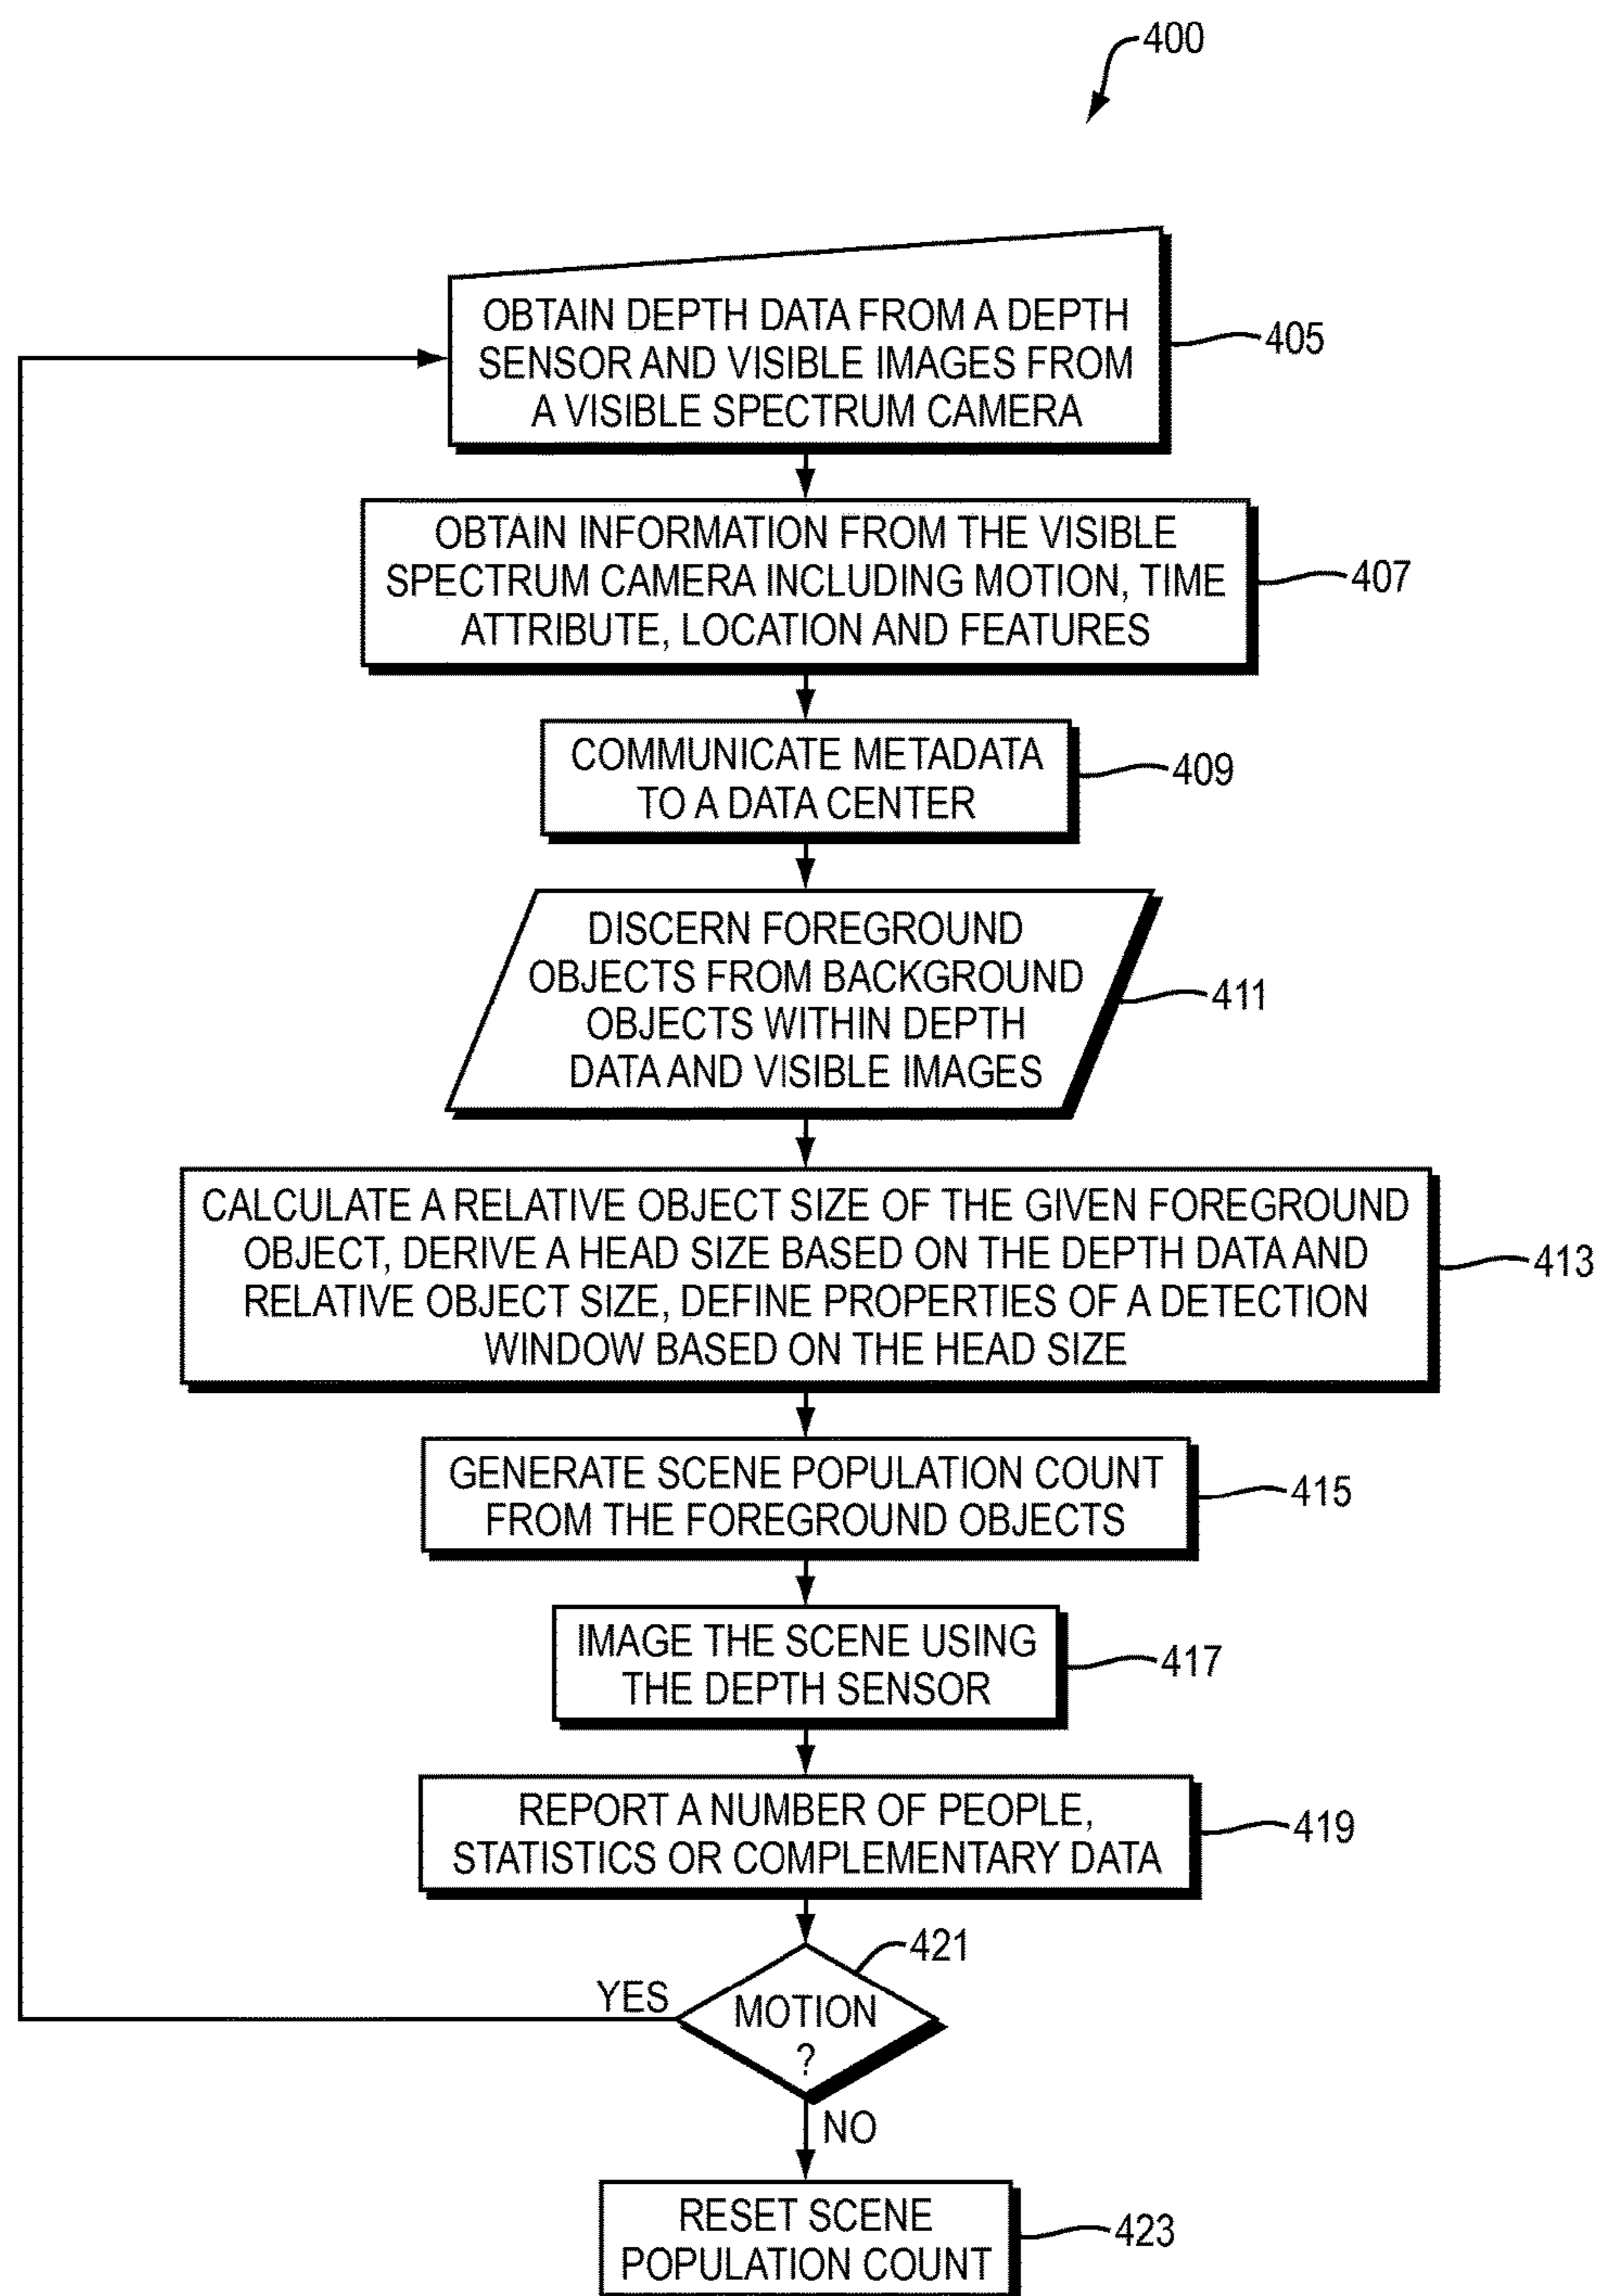 400
OBTAIN DEPTH DATA FROM A DEPTH
SENSOR AND VISIBLE IMAGES FROM
A VISIBLE SPECTRUM CAMERA
405
OBTAIN INFORMATION FROM THE VISIBLE
SPECTRUM CAMERA INCLUDING MOTION, TIME
ATTRIBUTE, LOCATION AND FEATURES
407
COMMUNICATE METADATA
TO A DATA CENTER
409
DISCERN FOREGROUND
OBJECTS FROM BACKGROUND
OBJECTS WITHIN DEPTH
DATA AND VISIBLE IMAGES
411
CALCULATE A RELATIVE OBJECT SIZE OF THE GIVEN FOREGROUND
OBJECT, DERIVE A HEAD SIZE BASED ON THE DEPTH DATA AND
RELATIVE OBJECT SIZE, DEFINE PROPERTIES OF A DETECTION
WINDOW BASED ON THE HEAD SIZE
413
GENERATE SCENE POPULATION COUNT
FROM THE FOREGROUND OBJECTS
415
IMAGE THE SCENE USING
THE DEPTH SENSOR
417
REPORT A NUMBER OF PEOPLE,
STATISTICS OR COMPLEMENTARY DATA
419
421
YES
MOTION
?
NO
RESET SCENE
POPULATION COUNT
423